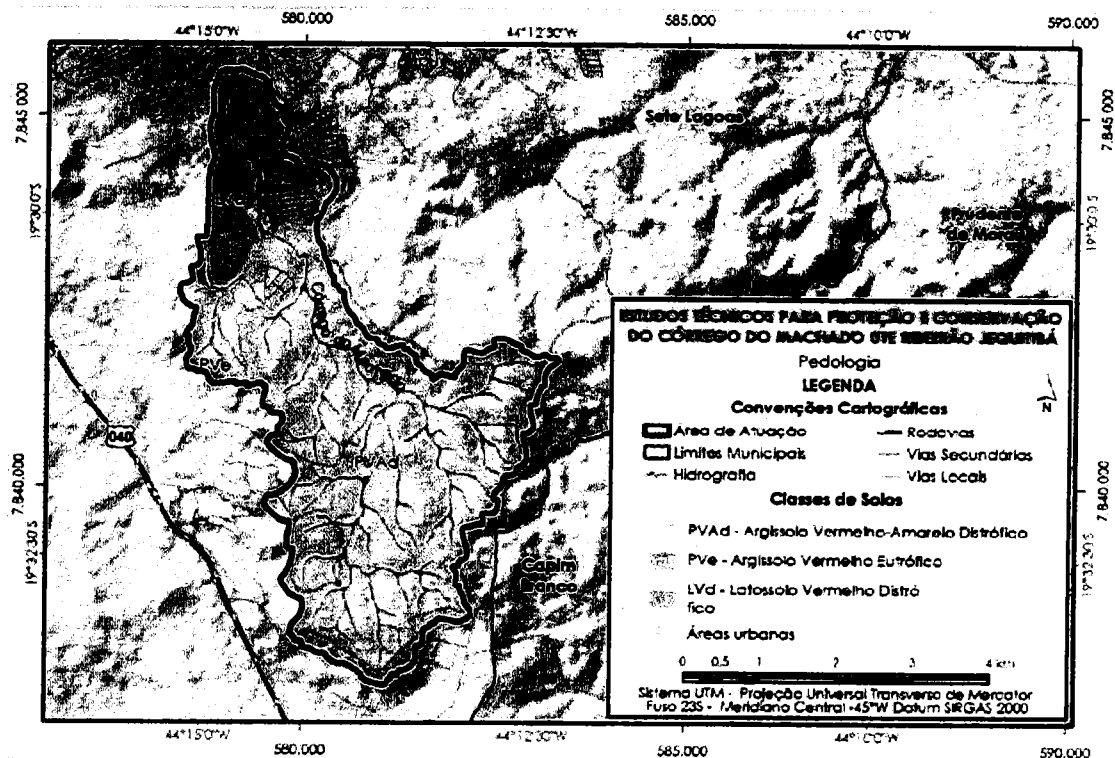 580.000
585.000
590.000
44°15'0"W
44°12'30"W
44°10'0"W
7.845.000
7.845.000
19°30'0"S
19°30'0"S
7.840.000
7.840.000
19°32'30"S
19°32'30"S
Sete Lagoas
Prudente
de Morais
PVe
040
PVAd
Capim
Branco
ESTUDOS TÉCNICOS PARA PROTEÇÃO E CONSERVAÇÃO
DO CÓRREGO DO MACHADO UTE RIBEIRÃO JEQUITIBÁ
Pedologia
LEGENDA
Convenções Cartográficas
Área de Atuação
Rodovias
Limites Municipais
Vias Secundárias
Hidrografia
Vias Locais
N
Classes de Solos
PVAd - Argissolo Vermelho-Amarelo Distrófico
PVe - Argissolo Vermelho Eutrófico
LVd - Latossolo Vermelho Distró
fico
Áreas urbanas
0 0,5 1 2 3 4 km
Sistema UTM - Projeção Universal Transverso de Mercator
Fuso 23S - Meridiano Central -45°W Datum SIRGAS 2000
44°15'0"W
44°12'30"W
44°10'0"W
580.000
585.000
590.000